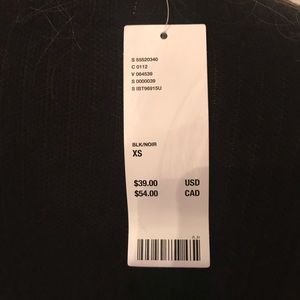 S 55520340
C 0112
V 064539
S 0000039
S IBT96915U
BLK/NOIR
XS
$39.00 USD
$54.00 CAD